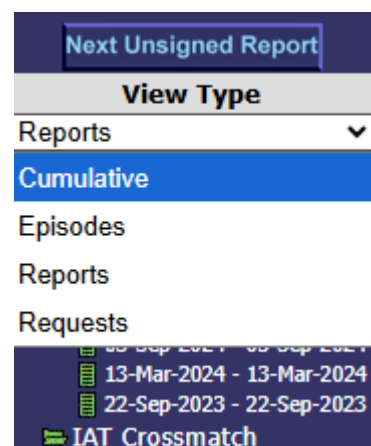 Next Unsigned Report
View Type
Reports
Cumulative
Episodes
Reports
Requests
13-Mar-2024 - 13-Mar-2024
22-Sep-2023 - 22-Sep-2023
IAT Crossmatch